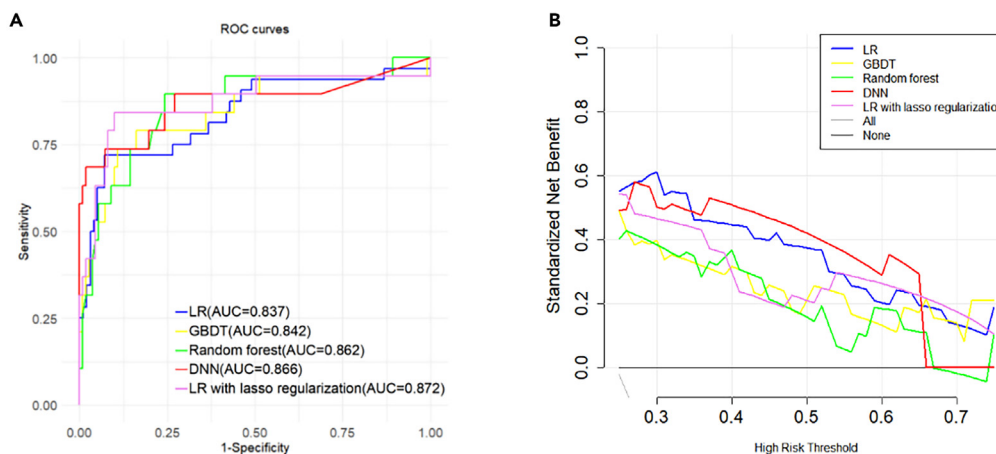 A
ROC curves
1.00
0.75
0.50
0.25
0.00
Sensitivity
LR(AUC=0.837)
GBDT(AUC=0.842)
Random forest(AUC=0.862)
DNN(AUC=0.866)
LR with lasso regularization(AUC=0.872)
0.00 0.25 0.50 0.75 1.00
1-Specificity
B
1.0
0.8
0.6
0.4
0.2
0.0
Standardized Net Benefit
LR
GBDT
Random forest
DNN
LR with lasso regularizatio
All
None
0.3 0.4 0.5 0.6 0.7
High Risk Threshold